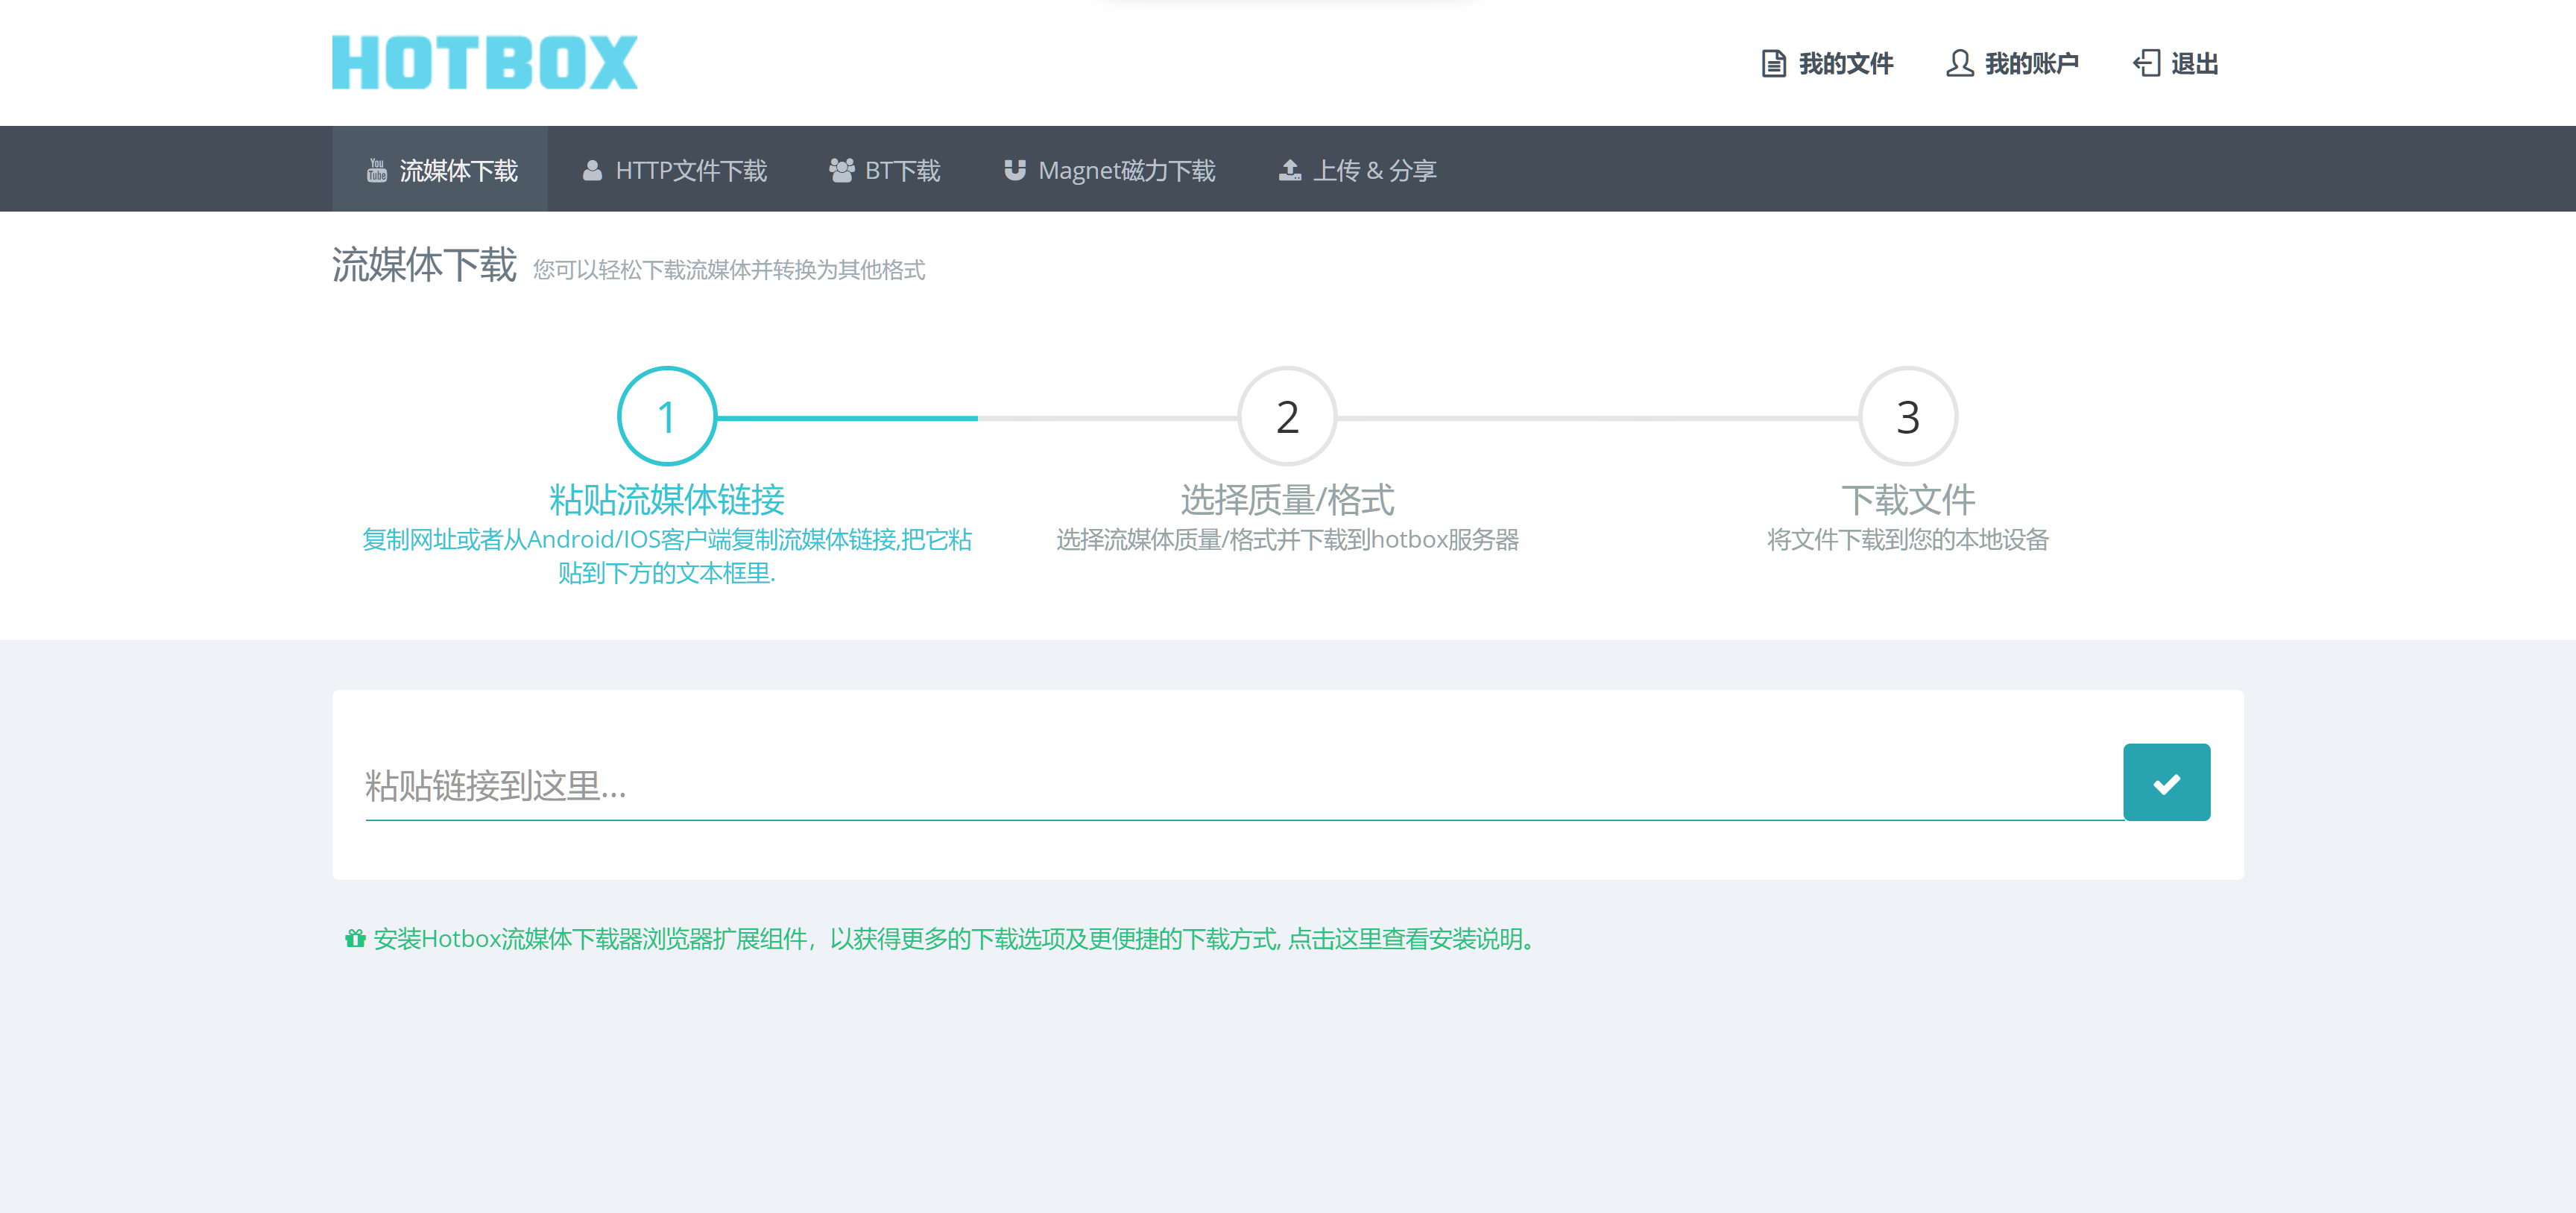 HOTBOX
我的文件
我的账户
退出
You Tube 流媒体下载
HTTP文件下载
BT下载
Magnet磁力下载
上传 & 分享
流媒体下载 您可以轻松下载流媒体并转换为其他格式
1
2
3
粘贴流媒体链接
复制网址或者从Android/IOS客户端复制流媒体链接,把它粘
贴到下方的文本框里.
选择质量/格式
选择流媒体质量/格式并下载到hotbox服务器
下载文件
将文件下载到您的本地设备
粘贴链接到这里...
安装Hotbox流媒体下载器浏览器扩展组件，以获得更多的下载选项及更便捷的下载方式, 点击这里查看安装说明。